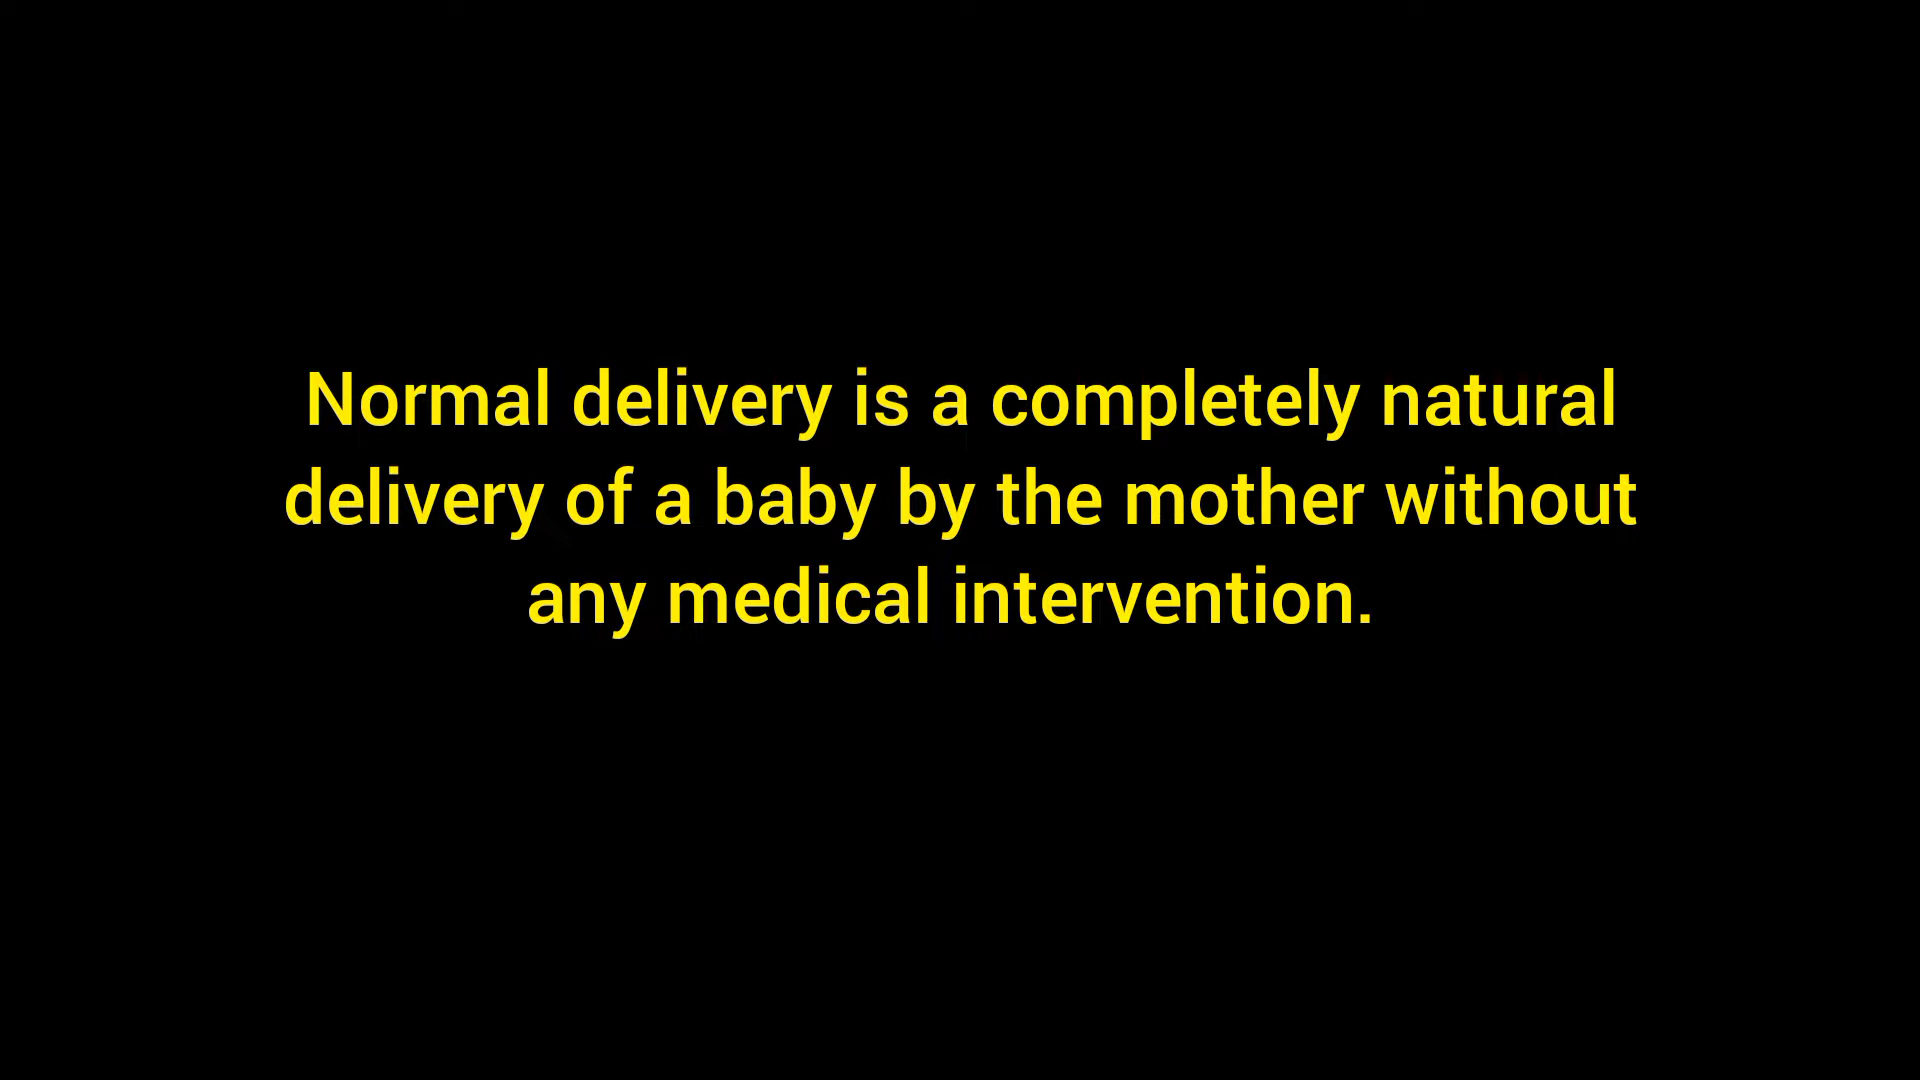 Normal delivery is a completely natural
delivery of a baby by the mother without
any medical intervention.